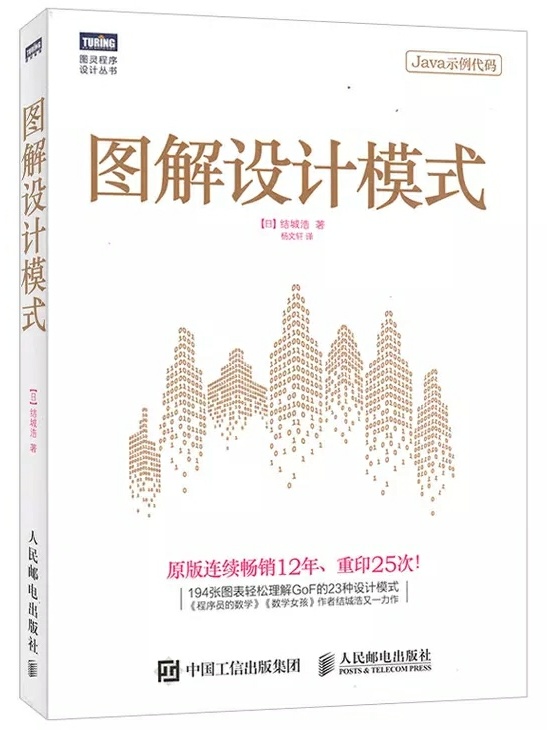 TURING
图灵程序
设计丛书
Java示例代码
图解设计模式
【日】结城浩 著
杨文轩 译
原版连续畅销12年、重印25次！
194张图表轻松理解GoF的23种设计模式
《程序员的数学》《数学女孩》作者结城浩又一力作
中国工信出版集团
人民邮电出版社
POSTS & TELECOM PRESS
图解设计模式
【日】结城浩 著
人民邮电出版社